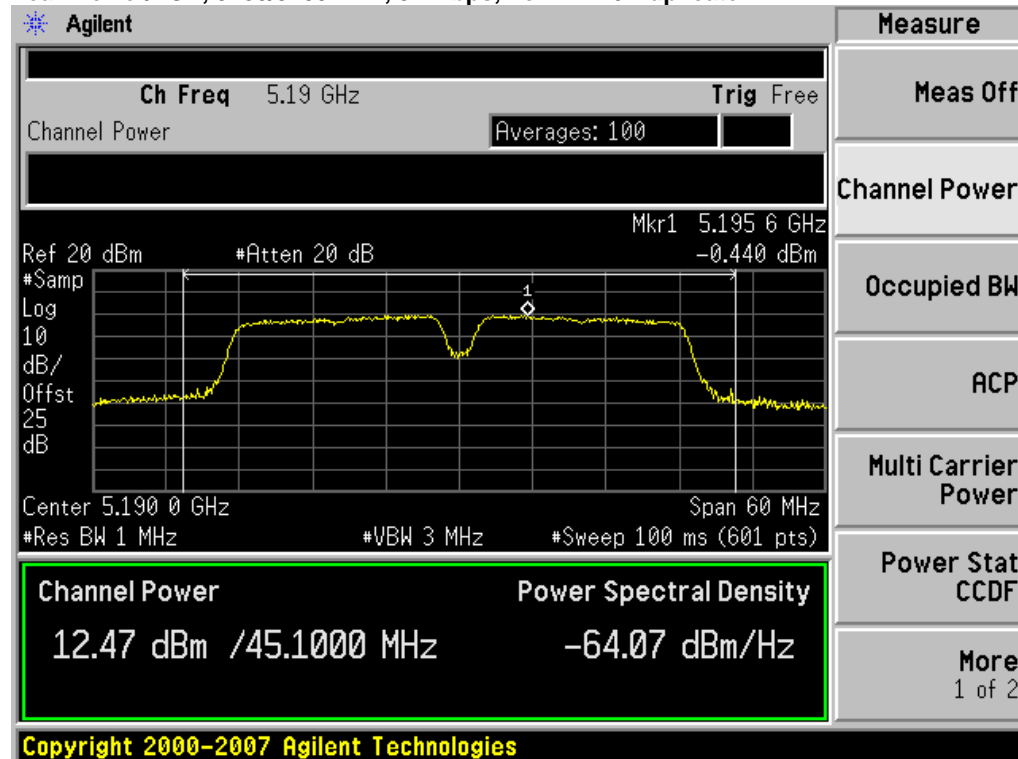 Agilent
Measure
Ch Freq 5.19 GHz
Trig Free
Channel Power
Averages: 100
Mkr1 5.195 6 GHz
Ref 20 dBm #Atten 20 dB -0.440 dBm
#Samp
Log
10
dB/
Offst
25
dB
1
Center 5.190 0 GHz Span 60 MHz
#Res BW 1 MHz #VBW 3 MHz #Sweep 100 ms (601 pts)
Channel Power
Power Spectral Density
12.47 dBm /45.1000 MHz
-64.07 dBm/Hz
Meas Off
Channel Power
Occupied BW
ACP
Multi Carrier
Power
Power Stat
CCDF
More
1 of 2
Copyright 2000-2007 Agilent Technologies